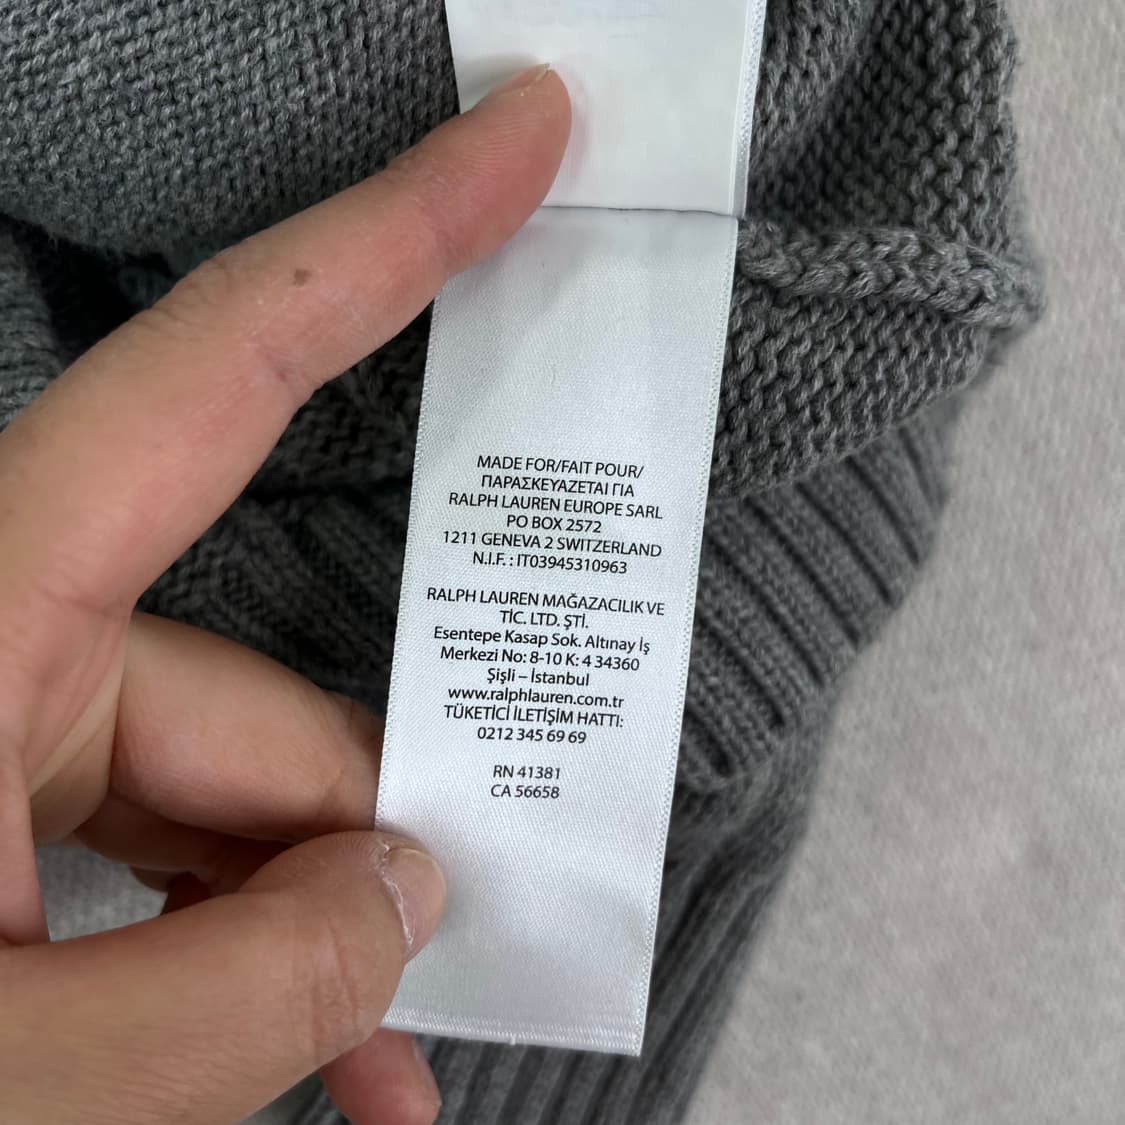 MADE FOR/FAIT POUR/
ΠΑΡΑΣΚΕΥΑΖΕΤΑΙ ΓΙΑ
RALPH LAUREN EUROPE SARL
PO BOX 2572
1211 GENEVA 2 SWITZERLAND
N.I.F. : IT03945310963
RALPH LAUREN MAĞAZACILIK VE
TİC. LTD. ŞTİ.
Esentepe Kasap Sok. Altınay İş
Merkezi No: 8-10 K: 4 34360
Şişli – İstanbul
www.ralphlauren.com.tr
TÜKETİCİ İLETİŞİM HATTI:
0212 345 69 69
RN 41381
CA 56658